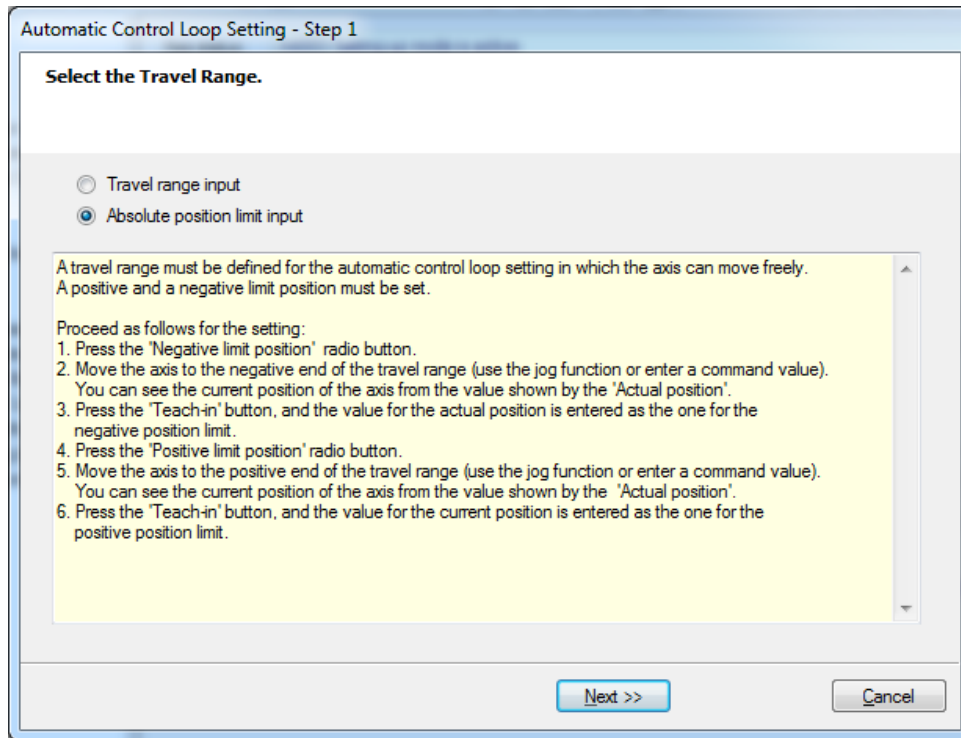 Automatic Control Loop Setting - Step 1
Select the Travel Range.
Travel range input
Absolute position limit input
A travel range must be defined for the automatic control loop setting in which the axis can move freely.
A positive and a negative limit position must be set.
Proceed as follows for the setting:
1. Press the 'Negative limit position' radio button.
2. Move the axis to the negative end of the travel range (use the jog function or enter a command value).
You can see the current position of the axis from the value shown by the 'Actual position'.
3. Press the 'Teach-in' button, and the value for the actual position is entered as the one for the
negative position limit.
4. Press the 'Positive limit position' radio button.
5. Move the axis to the positive end of the travel range (use the jog function or enter a command value).
You can see the current position of the axis from the value shown by the 'Actual position'.
6. Press the 'Teach-in' button, and the value for the current position is entered as the one for the
positive position limit.
Next >>
Cancel